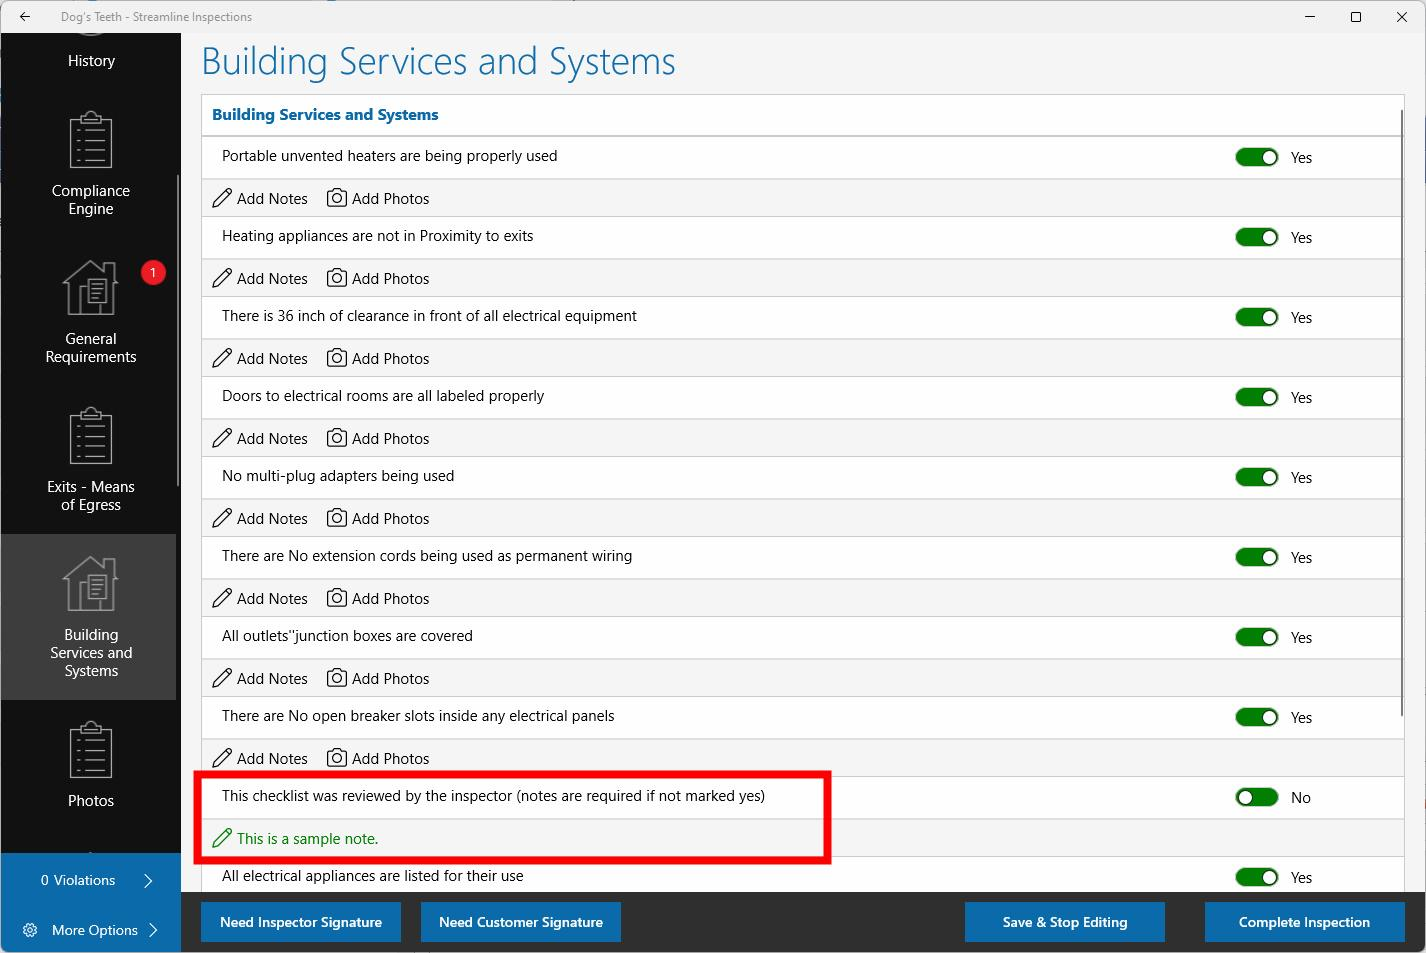 Dog's Teeth - Streamline Inspections
History
Compliance
Engine
1
General
Requirements
Exits - Means
of Egress
Building
Services and
Systems
Photos
0 Violations
More Options
Building Services and Systems
Building Services and Systems
Portable unvented heaters are being properly used Yes
Add Notes Add Photos
Heating appliances are not in Proximity to exits Yes
Add Notes Add Photos
There is 36 inch of clearance in front of all electrical equipment Yes
Add Notes Add Photos
Doors to electrical rooms are all labeled properly Yes
Add Notes Add Photos
No multi-plug adapters being used Yes
Add Notes Add Photos
There are No extension cords being used as permanent wiring Yes
Add Notes Add Photos
All outlets''junction boxes are covered Yes
Add Notes Add Photos
There are No open breaker slots inside any electrical panels Yes
Add Notes Add Photos
This checklist was reviewed by the inspector (notes are required if not marked yes) No
This is a sample note.
All electrical appliances are listed for their use Yes
Need Inspector Signature Need Customer Signature Save & Stop Editing Complete Inspection